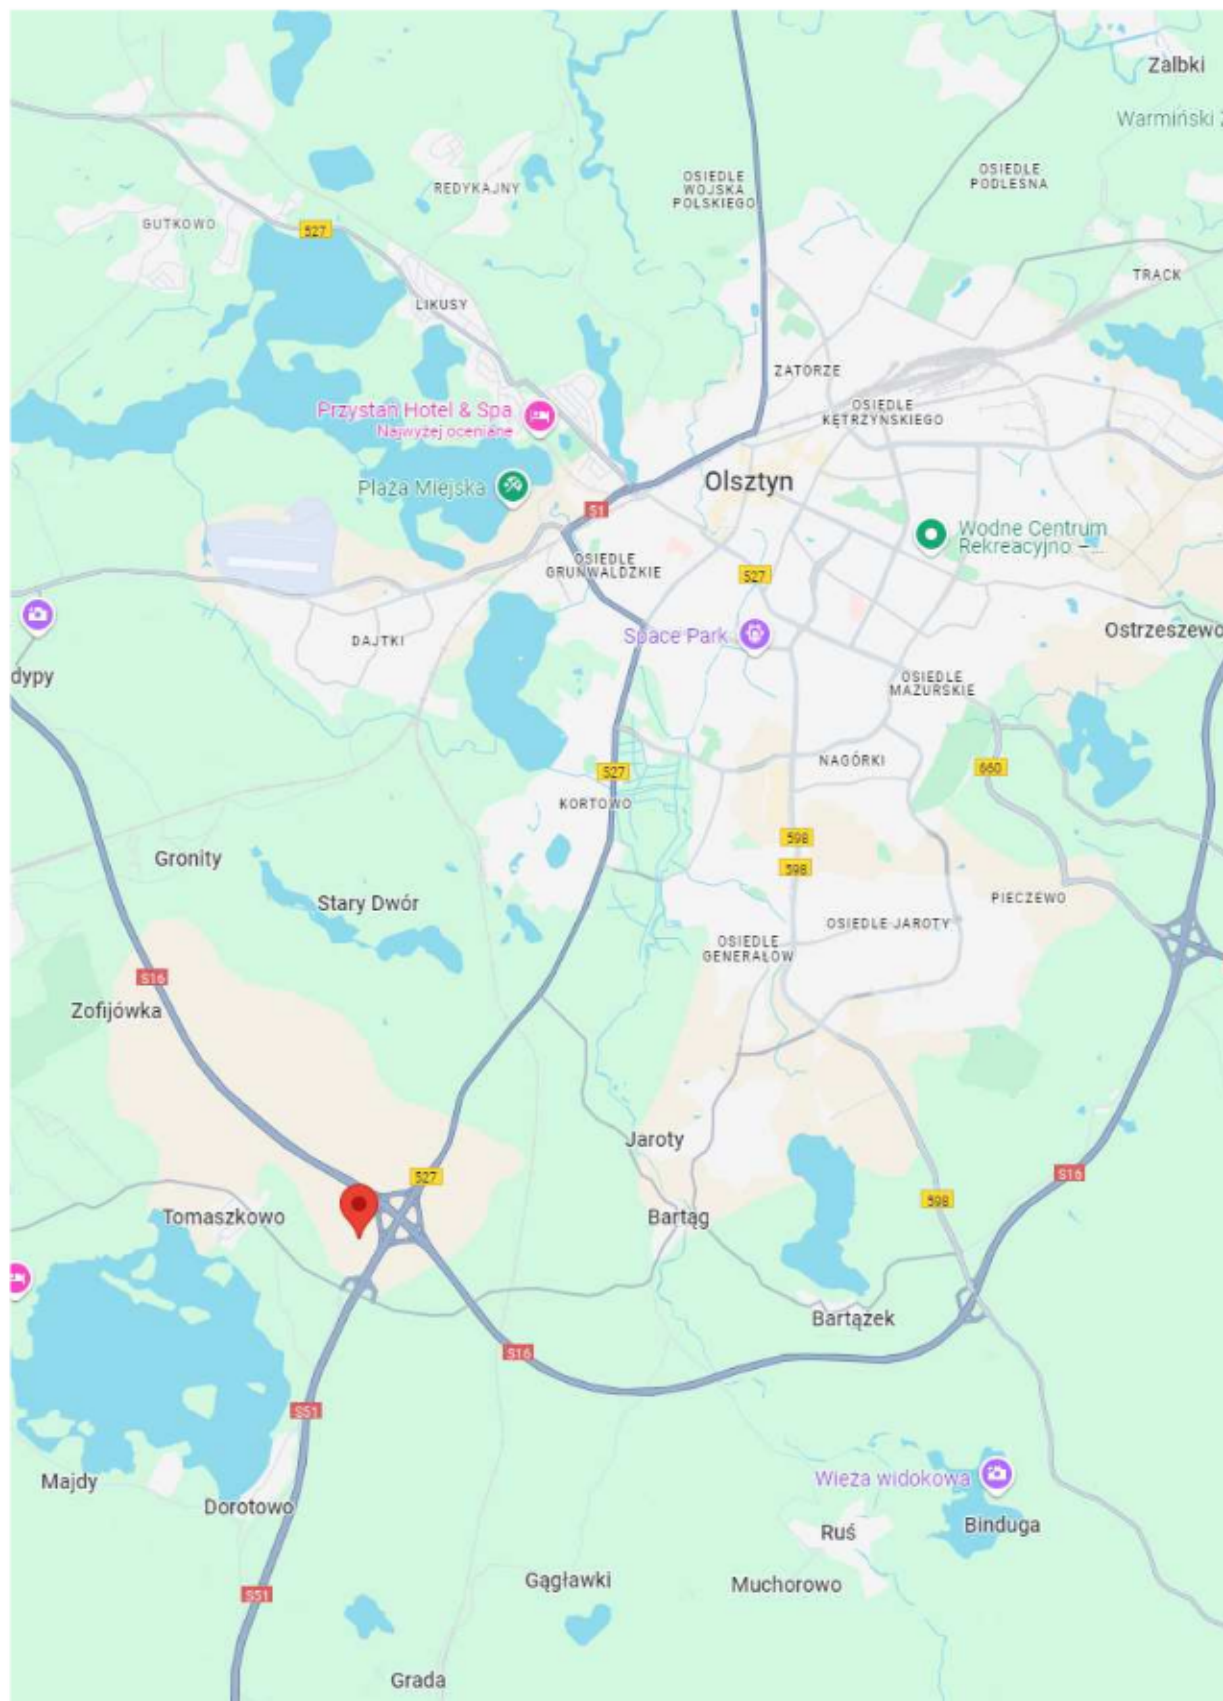 Zalbki
Warmiński
OSIEDLE
WOJSKA
POLSKIEGO
OSIEDLE
PODLEŚNA
REDYKAJNY
GUTKOWO
527
TRACK
LIKUSY
ZATORZE
OSIEDLE
KĘTRZYŃSKIEGO
Przystań Hotel & Spa
Najwyżej oceniane
Plaża Miejska
Olsztyn
S1
Wodne Centrum
Rekreacyjno –...
OSIEDLE
GRUNWALDZKIE
527
Space Park
Ostrzeszewo
DAJTKI
dypy
OSIEDLE
MAZURSKIE
NAGÓRKI
660
527
KORTOWO
598
598
Gronity
Stary Dwór
PIECZEWO
OSIEDLE JAROTY
OSIEDLE
GENERAŁÓW
S16
Zofijówka
Jaroty
527
S16
598
Tomaszkowo
Bartąg
Bartążek
S16
S51
Majdy
Dorotowo
Wieża widokowa
Ruś
Binduga
Gągławki
Muchorowo
S51
Grada